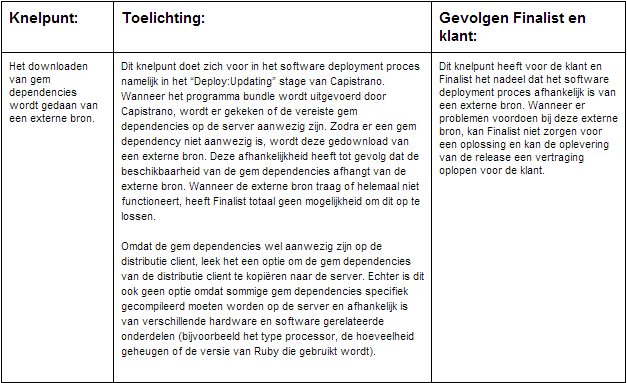 Knelpunt:
Toelichting:
Gevolgen Finalist en
klant:
Het downloaden
van gem
dependencies
wordt gedaan van
een externe bron.
Dit knelpunt doet zich voor in het software deployment proces
namelijk in het “Deploy:Updating” stage van Capistrano.
Wanneer het programma bundle wordt uitgevoerd door
Capistrano, wordt er gekeken of de vereiste gem
dependencies op de server aanwezig zijn. Zodra er een gem
dependency niet aanwezig is, wordt deze gedownload van
een externe bron. Deze afhankelijkheid heeft tot gevolg dat de
beschikbaarheid van de gem dependencies afhangt van de
externe bron. Wanneer de externe bron traag of helemaal niet
functioneert, heeft Finalist totaal geen mogelijkheid om dit op te
lossen.
Omdat de gem dependencies wel aanwezig zijn op de
distributie client, leek het een optie om de gem dependencies
van de distributie client te kopiëren naar de server. Echter is dit
ook geen optie omdat sommige gem dependencies specifiek
gecompileerd moeten worden op de server en afhankelijk is
van verschillende hardware en software gerelateerde
onderdelen (bijvoorbeeld het type processor, de hoeveelheid
geheugen of de versie van Ruby die gebruikt wordt).
Dit knelpunt heeft voor de klant en
Finalist het nadeel dat het software
deployment proces afhankelijk is van
een externe bron. Wanneer er
problemen voordoen bij deze externe
bron, kan Finalist niet zorgen voor
een oplossing en kan de oplevering
van de release een vertraging
oplopen voor de klant.